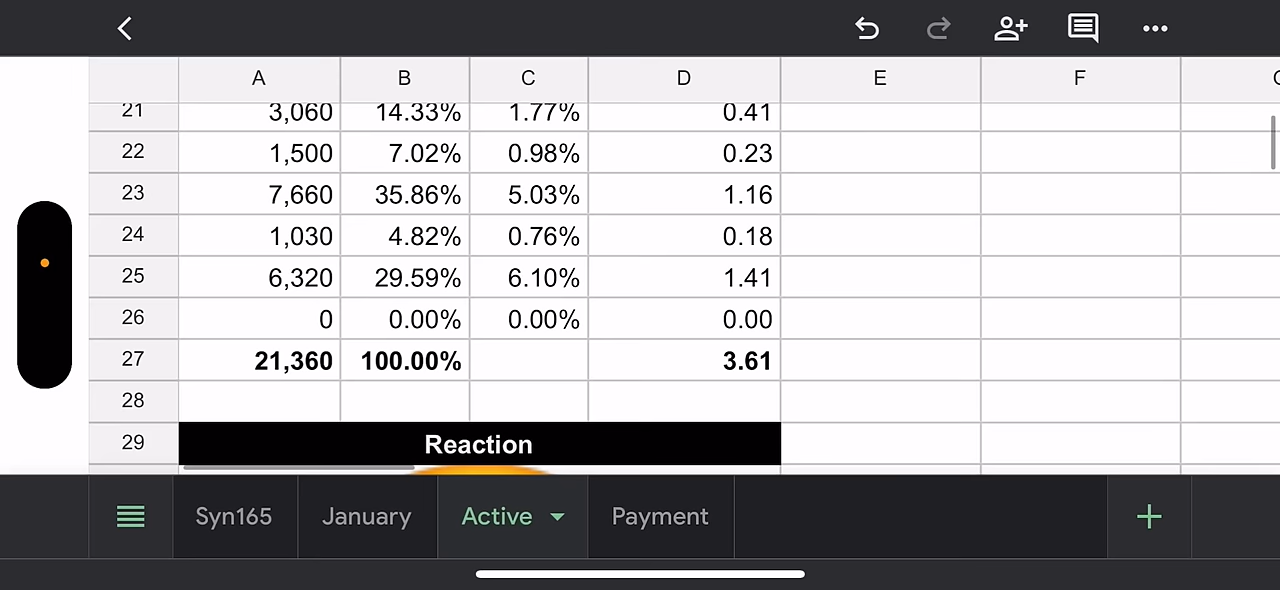 A B C D E F
21 3,060 14.33% 1.77% 0.41
22 1,500 7.02% 0.98% 0.23
23 7,660 35.86% 5.03% 1.16
24 1,030 4.82% 0.76% 0.18
25 6,320 29.59% 6.10% 1.41
26 0 0.00% 0.00% 0.00
27 21,360 100.00% 3.61
28
29 Reaction
Syn165 January Active Payment